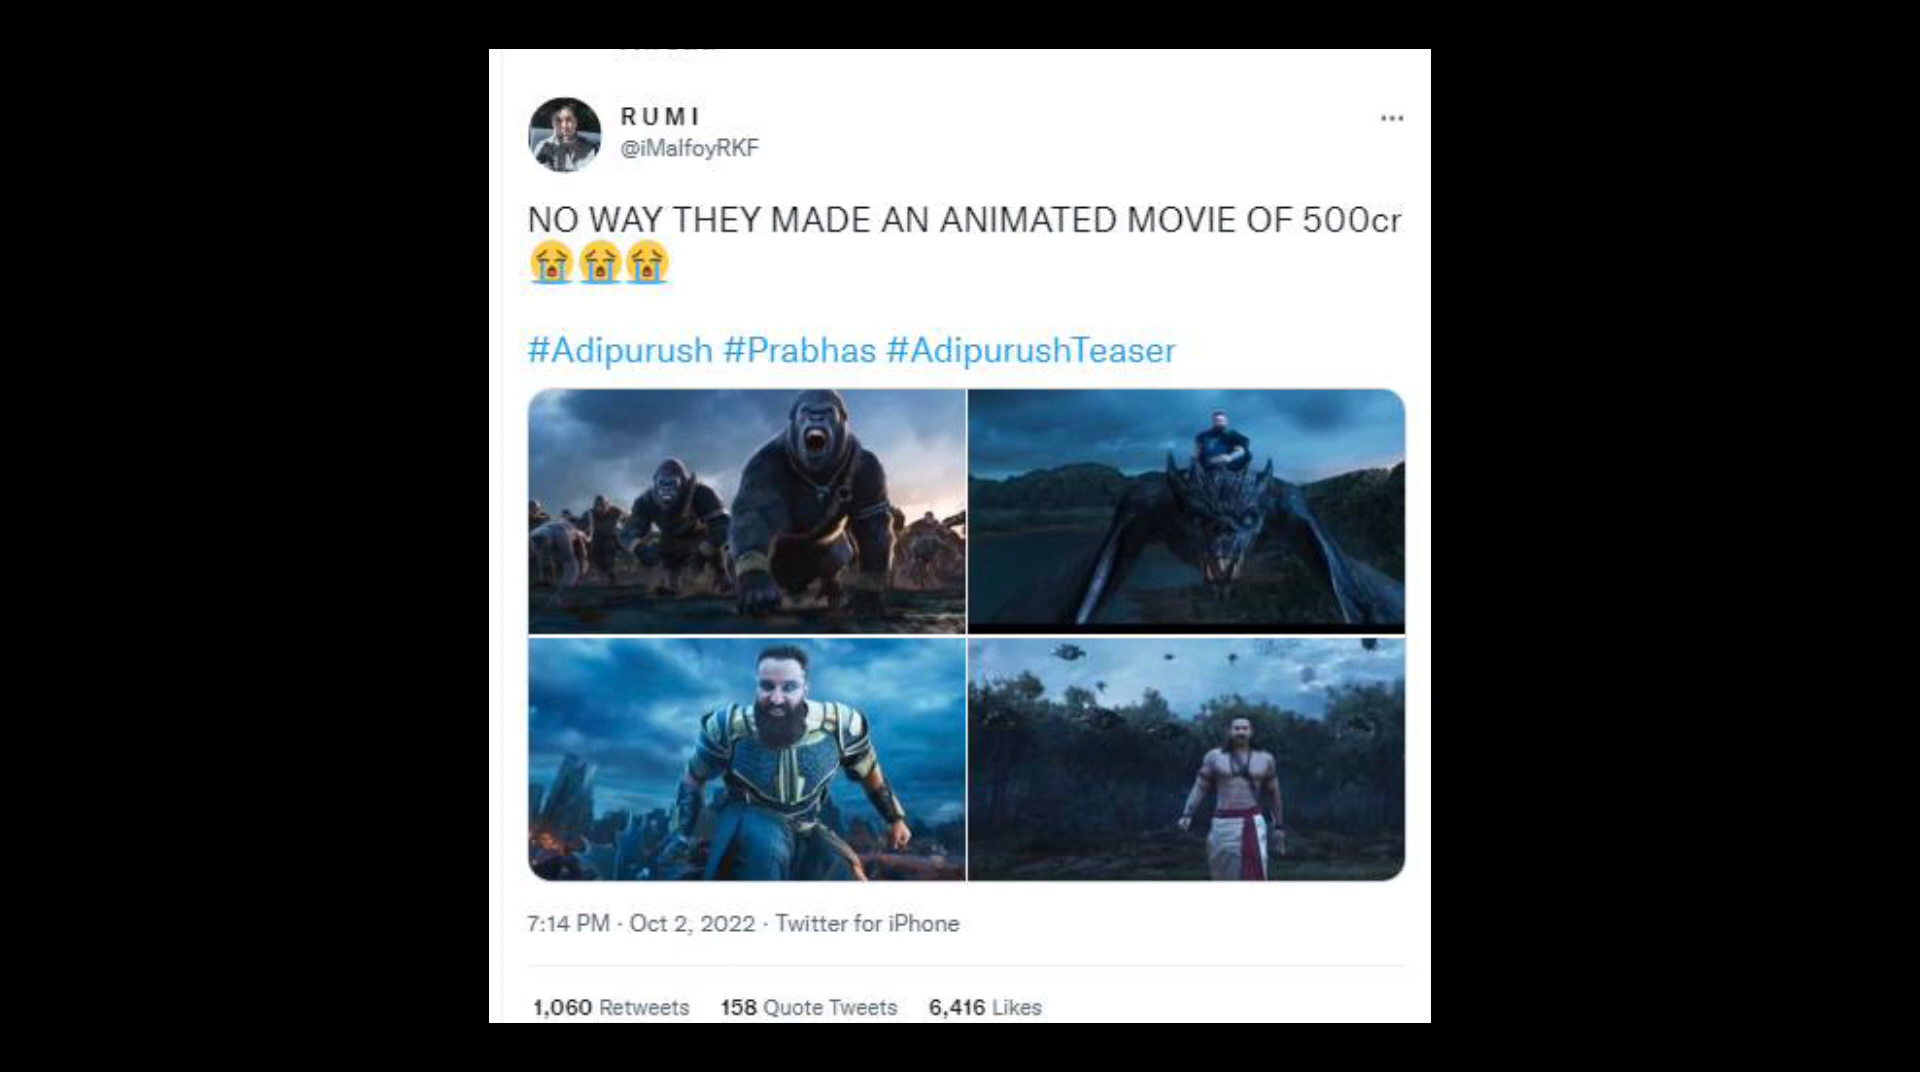 RUMI
@iMalfoyRKF
NO WAY THEY MADE AN ANIMATED MOVIE OF 500cr
😭😭😭
#Adipurush #Prabhas #AdipurushTeaser
7:14 PM · Oct 2, 2022 · Twitter for iPhone
1,060 Retweets 158 Quote Tweets 6,416 Likes